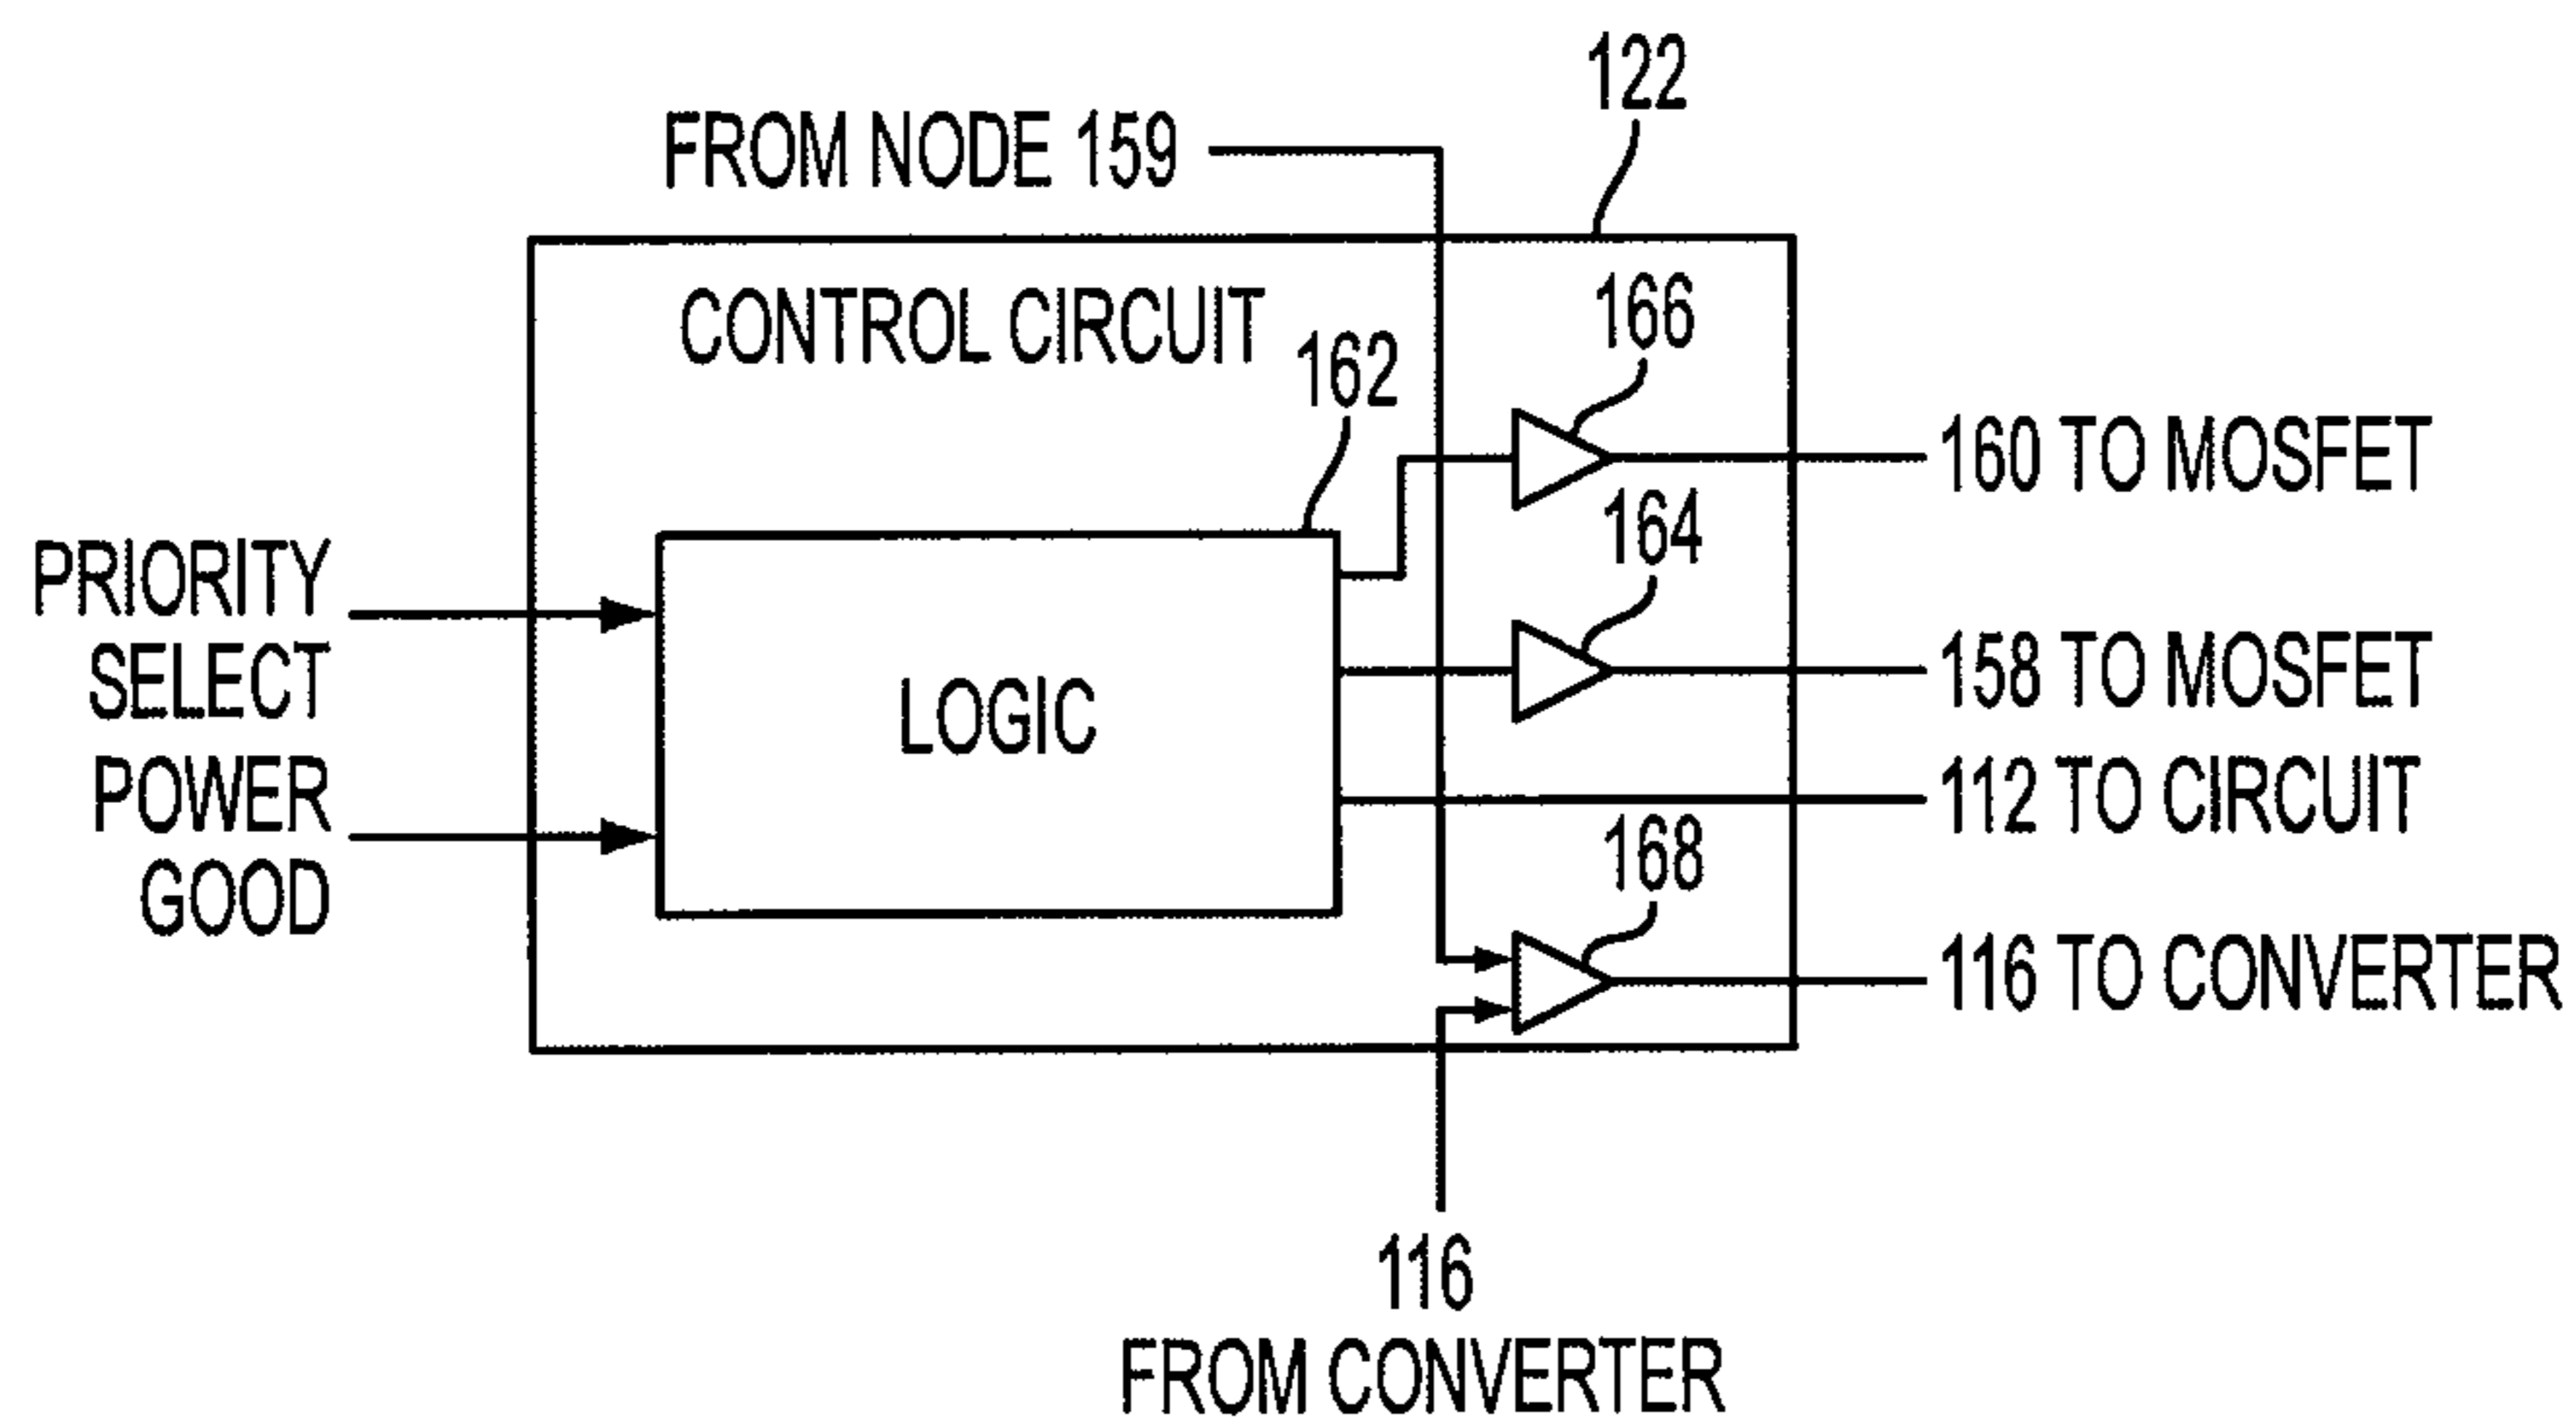 122
FROM NODE 159
CONTROL CIRCUIT
166
162
160 TO MOSFET
164
PRIORITY
SELECT
158 TO MOSFET
LOGIC
POWER
GOOD
112 TO CIRCUIT
168
116 TO CONVERTER
116
FROM CONVERTER